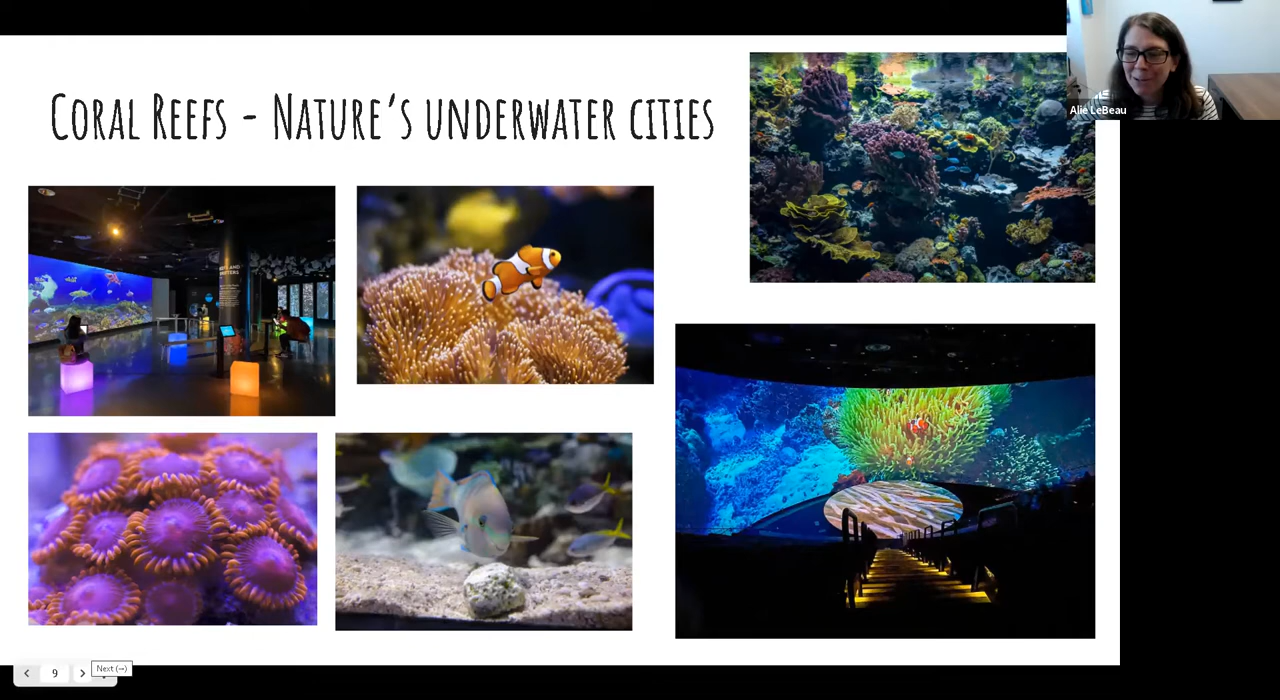 Coral Reefs - Nature's underwater cities
Alie LeBeau
9
Next (→)